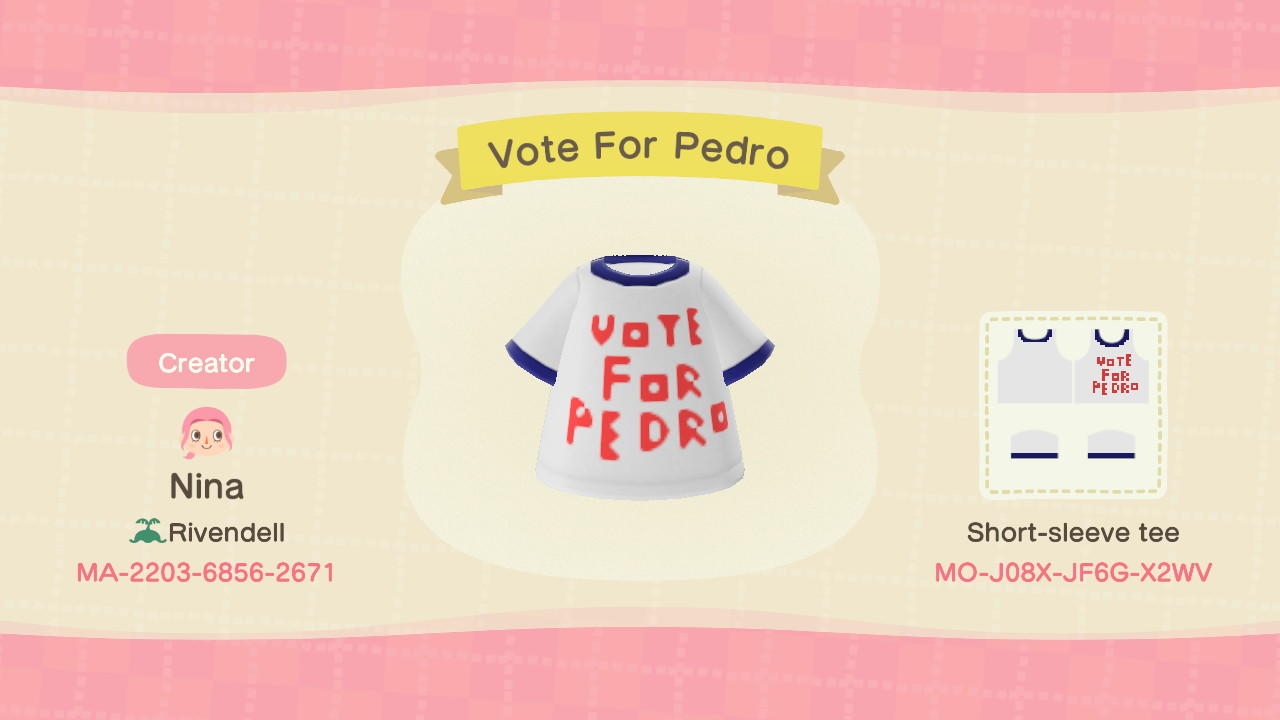 Vote For Pedro
VOTE
FOR
PEDRO
Creator
Nina
Rivendell
MA-2203-6856-2671
VOTE
FOR
PEDRO
Short-sleeve tee
MO-J08X-JF6G-X2WV